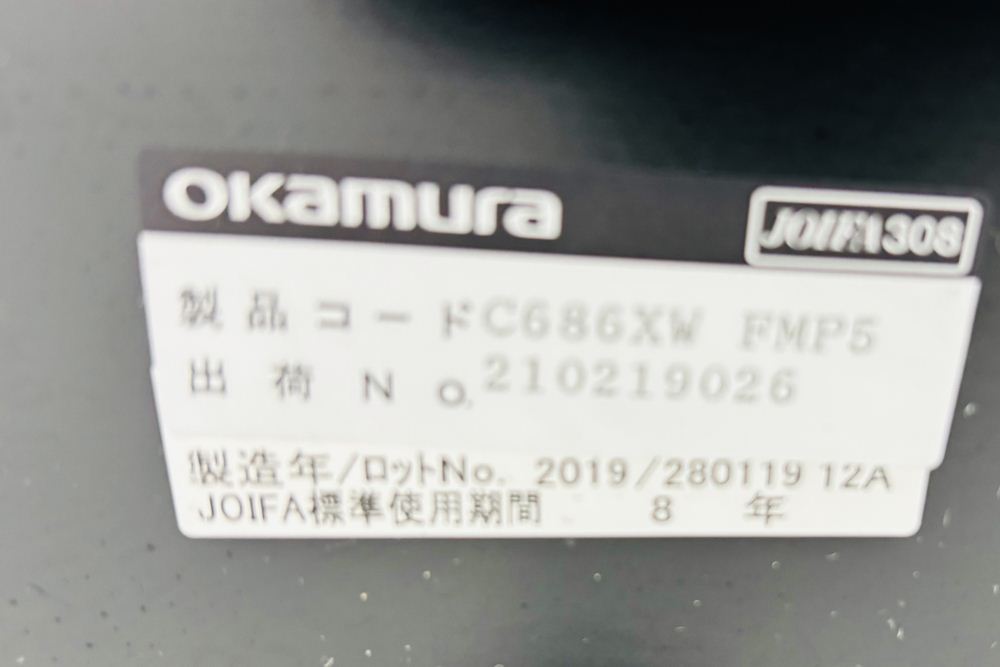 okamura
JOIFA308
製品コードC686XW FMP5
出荷No.210219026
製造年/ロットNo. 2019/280119 12A
JOIFA標準使用期間 8年